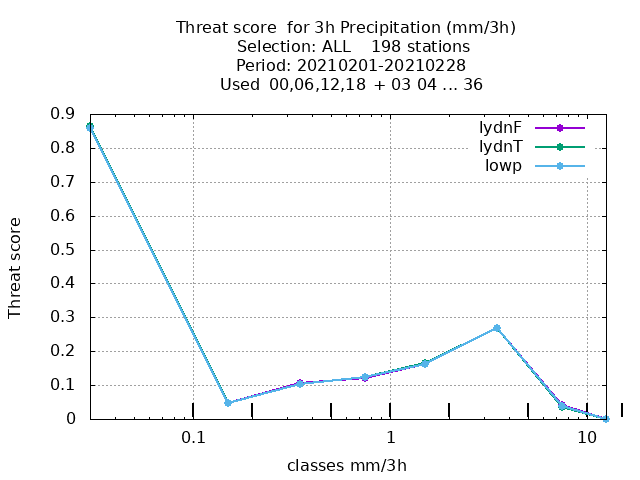 Threat score  for 3h Precipitation (mm/3h)
Selection: ALL    198 stations
Period: 20210201-20210228
Used  00,06,12,18  + 03 04 ... 36
lydnF
lydnT
lowp
0.9
0.8
0.7
0.6
0.5
0.4
0.3
0.2
0.1
0
Threat score
0.1
1
10
classes mm/3h